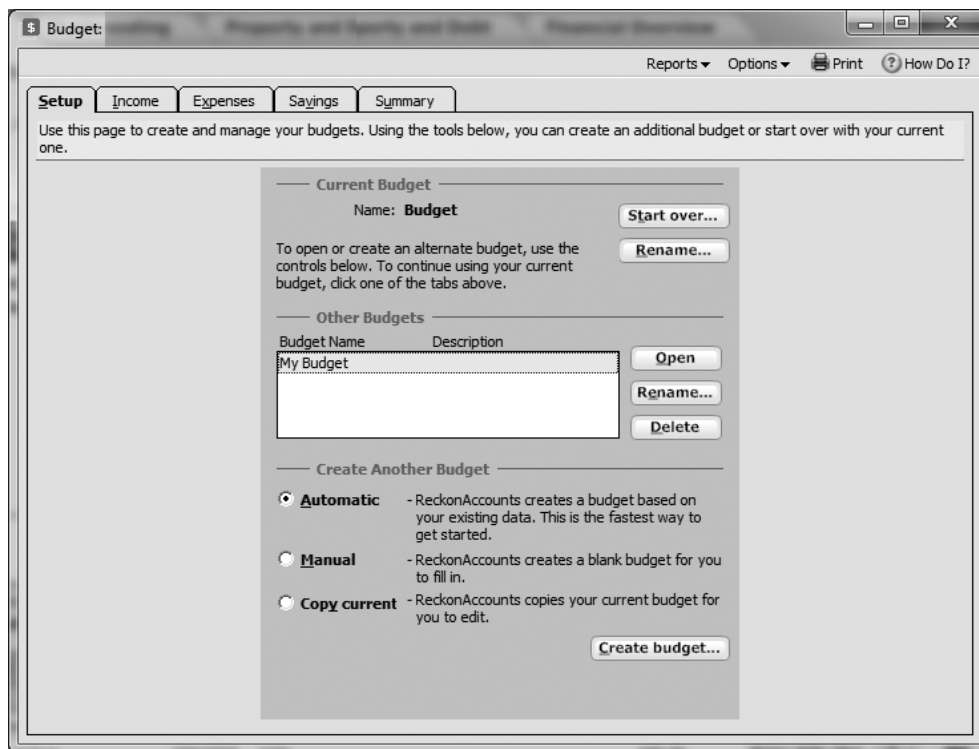 Budget:
Reports Options Print How Do I?
Setup Income Expenses Savings Summary
Use this page to create and manage your budgets. Using the tools below, you can create an additional budget or start over with your current
one.
Current Budget
Name: Budget
Start over...
To open or create an alternate budget, use the
controls below. To continue using your current
budget, click one of the tabs above.
Rename...
Other Budgets
Budget Name Description
My Budget
Open
Rename...
Delete
Create Another Budget
Automatic - ReckonAccounts creates a budget based on
your existing data. This is the fastest way to
get started.
Manual - ReckonAccounts creates a blank budget for you
to fill in.
Copy current - ReckonAccounts copies your current budget for
you to edit.
Create budget...